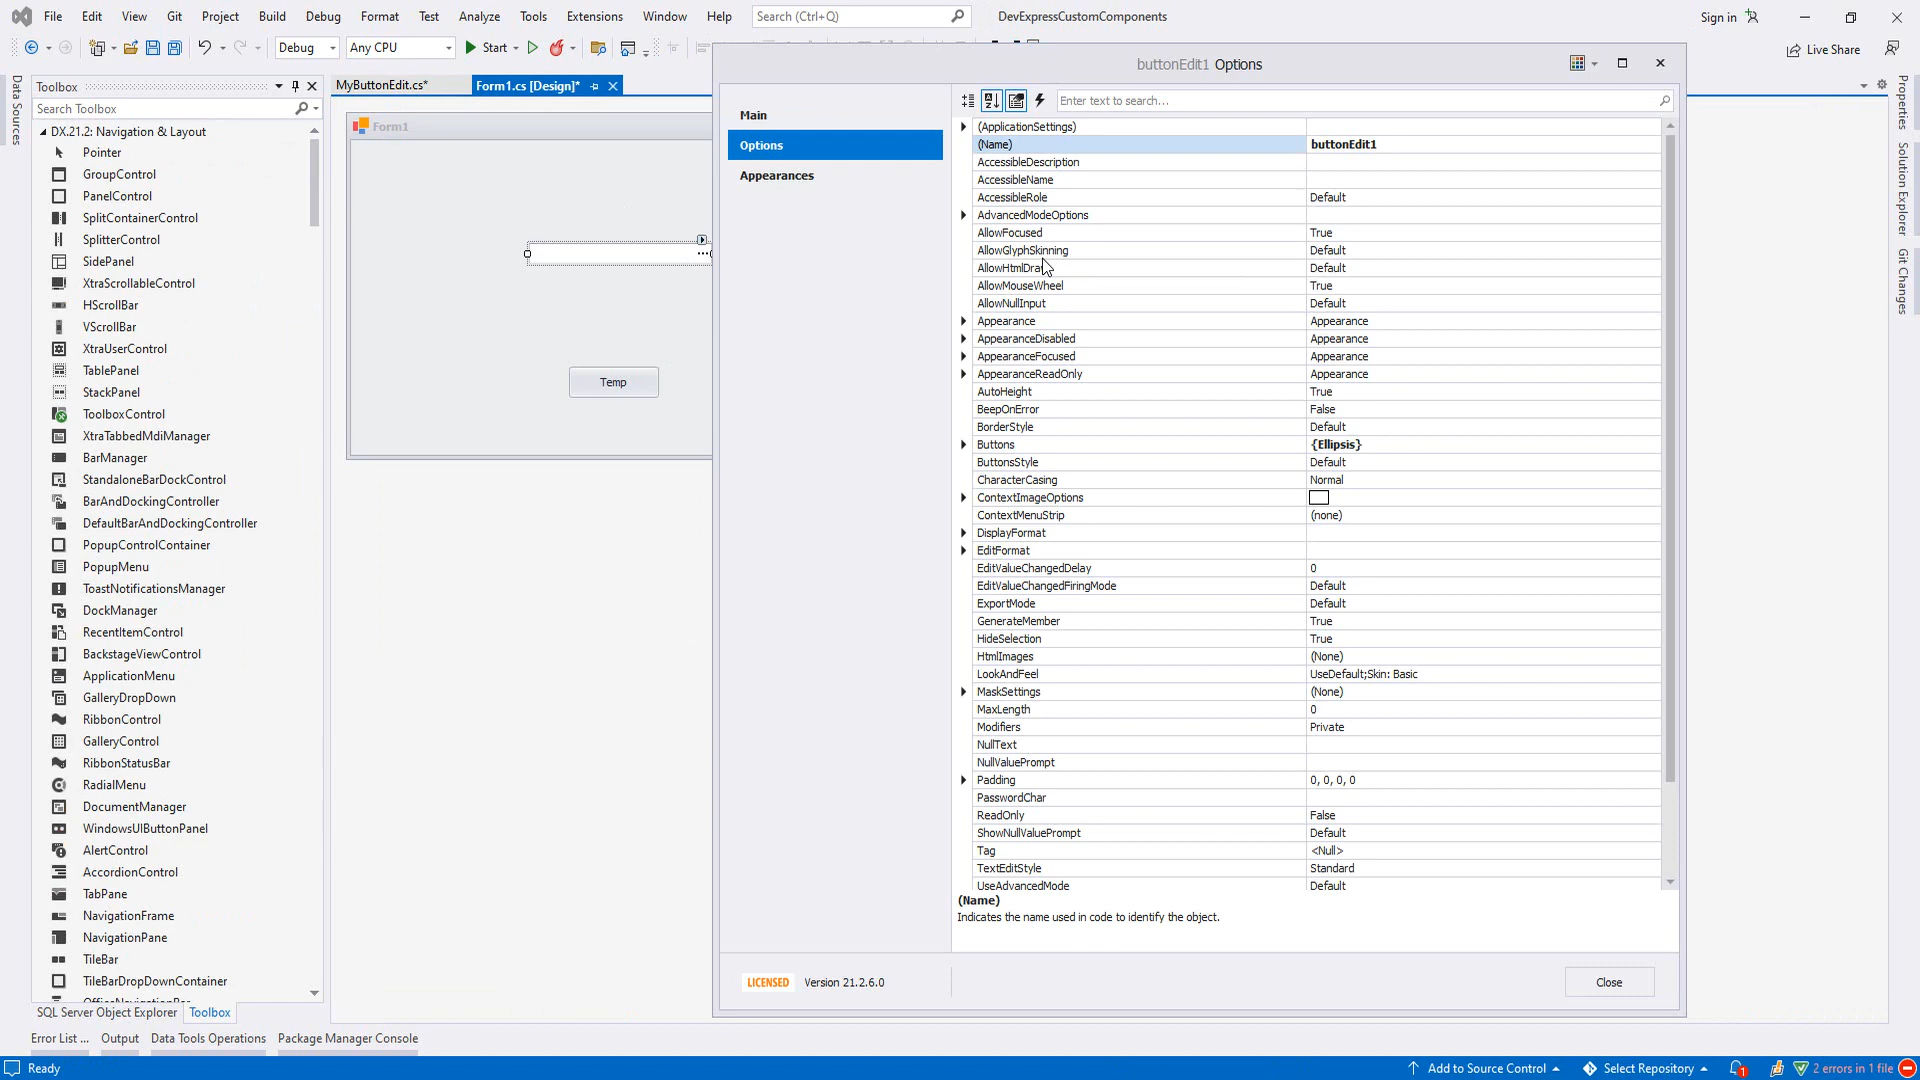 File Edit View Git Project Build Debug Format Test Analyze Tools Extensions Window Help Search (Ctrl+Q) DevExpressCustomComponents Sign in
Debug Any CPU Start Live Share
buttonEdit1 Options
Data Sources
Toolbox
MyButtonEdit.cs*
Form1.cs [Design]*
Search Toolbox
DX.21.2: Navigation & Layout
Pointer
GroupControl
PanelControl
SplitContainerControl
SplitterControl
SidePanel
XtraScrollableControl
HScrollBar
VScrollBar
XtraUserControl
TablePanel
StackPanel
ToolboxControl
XtraTabbedMdiManager
BarManager
StandaloneBarDockControl
BarAndDockingController
DefaultBarAndDockingController
PopupControlContainer
PopupMenu
ToastNotificationsManager
DockManager
RecentItemControl
BackstageViewControl
ApplicationMenu
GalleryDropDown
RibbonControl
GalleryControl
RibbonStatusBar
RadialMenu
DocumentManager
WindowsUIButtonPanel
AlertControl
AccordionControl
TabPane
NavigationFrame
NavigationPane
TileBar
TileBarDropDownContainer
SQL Server Object Explorer Toolbox
Form1
Temp
Main
Options
Appearances
Enter text to search...
(ApplicationSettings)
(Name) buttonEdit1
AccessibleDescription
AccessibleName
AccessibleRole Default
AdvancedModeOptions
AllowFocused True
AllowGlyphSkinning Default
AllowHtmlDra Default
AllowMouseWheel True
AllowNullInput Default
Appearance Appearance
AppearanceDisabled Appearance
AppearanceFocused Appearance
AppearanceReadOnly Appearance
AutoHeight True
BeepOnError False
BorderStyle Default
Buttons {Ellipsis}
ButtonsStyle Default
CharacterCasing Normal
ContextImageOptions
ContextMenuStrip (none)
DisplayFormat
EditFormat
EditValueChangedDelay 0
EditValueChangedFiringMode Default
ExportMode Default
GenerateMember True
HideSelection True
HtmlImages (None)
LookAndFeel UseDefault;Skin: Basic
MaskSettings (None)
MaxLength 0
Modifiers Private
NullText
NullValuePrompt
Padding 0, 0, 0, 0
PasswordChar
ReadOnly False
ShowNullValuePrompt Default
Tag <Null>
TextEditStyle Standard
UseAdvancedMode Default
(Name)
Indicates the name used in code to identify the object.
LICENSED Version 21.2.6.0
Close
Properties
Solution Explorer
Git Changes
Error List ... Output Data Tools Operations Package Manager Console
Ready Add to Source Control Select Repository 1 2 errors in 1 file